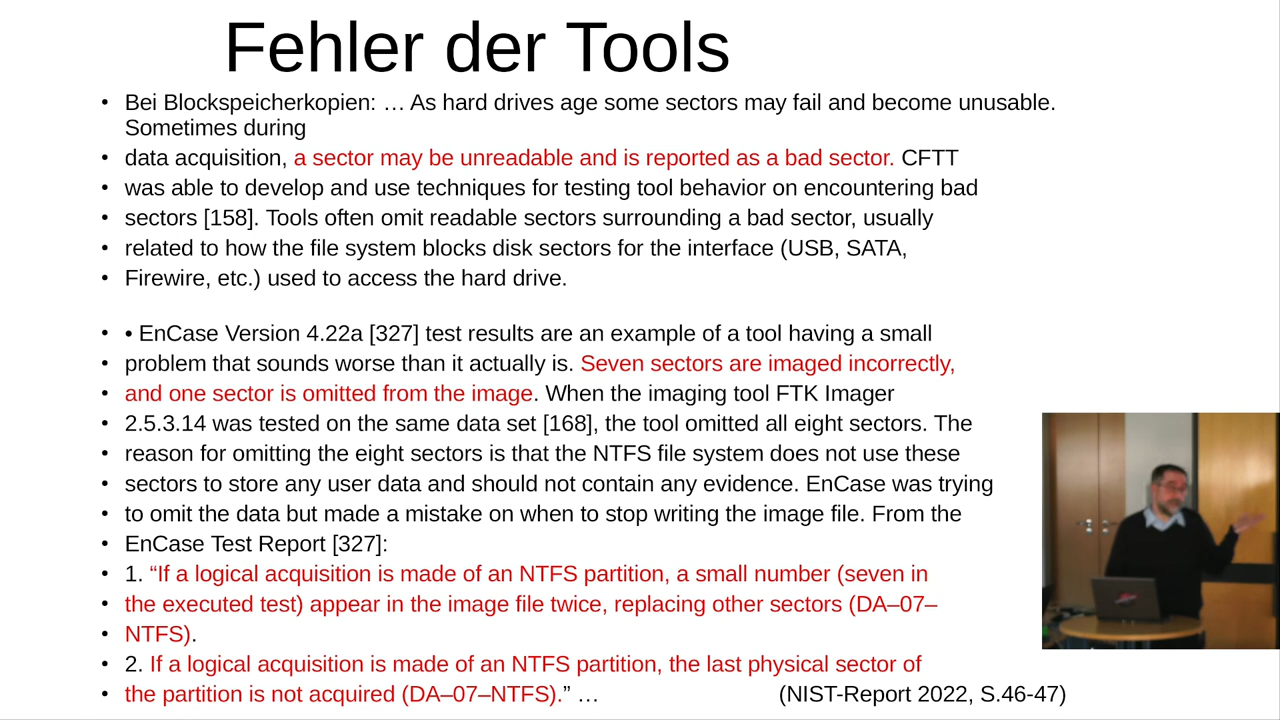 Fehler der Tools
• Bei Blockspeicherkopien: … As hard drives age some sectors may fail and become unusable.
Sometimes during
• data acquisition, a sector may be unreadable and is reported as a bad sector. CFTT
• was able to develop and use techniques for testing tool behavior on encountering bad
• sectors [158]. Tools often omit readable sectors surrounding a bad sector, usually
• related to how the file system blocks disk sectors for the interface (USB, SATA,
• Firewire, etc.) used to access the hard drive.
• • EnCase Version 4.22a [327] test results are an example of a tool having a small
• problem that sounds worse than it actually is. Seven sectors are imaged incorrectly,
• and one sector is omitted from the image. When the imaging tool FTK Imager
• 2.5.3.14 was tested on the same data set [168], the tool omitted all eight sectors. The
• reason for omitting the eight sectors is that the NTFS file system does not use these
• sectors to store any user data and should not contain any evidence. EnCase was trying
• to omit the data but made a mistake on when to stop writing the image file. From the
• EnCase Test Report [327]:
• 1. “If a logical acquisition is made of an NTFS partition, a small number (seven in
• the executed test) appear in the image file twice, replacing other sectors (DA–07–
• NTFS).
• 2. If a logical acquisition is made of an NTFS partition, the last physical sector of
• the partition is not acquired (DA–07–NTFS).” … (NIST-Report 2022, S.46-47)